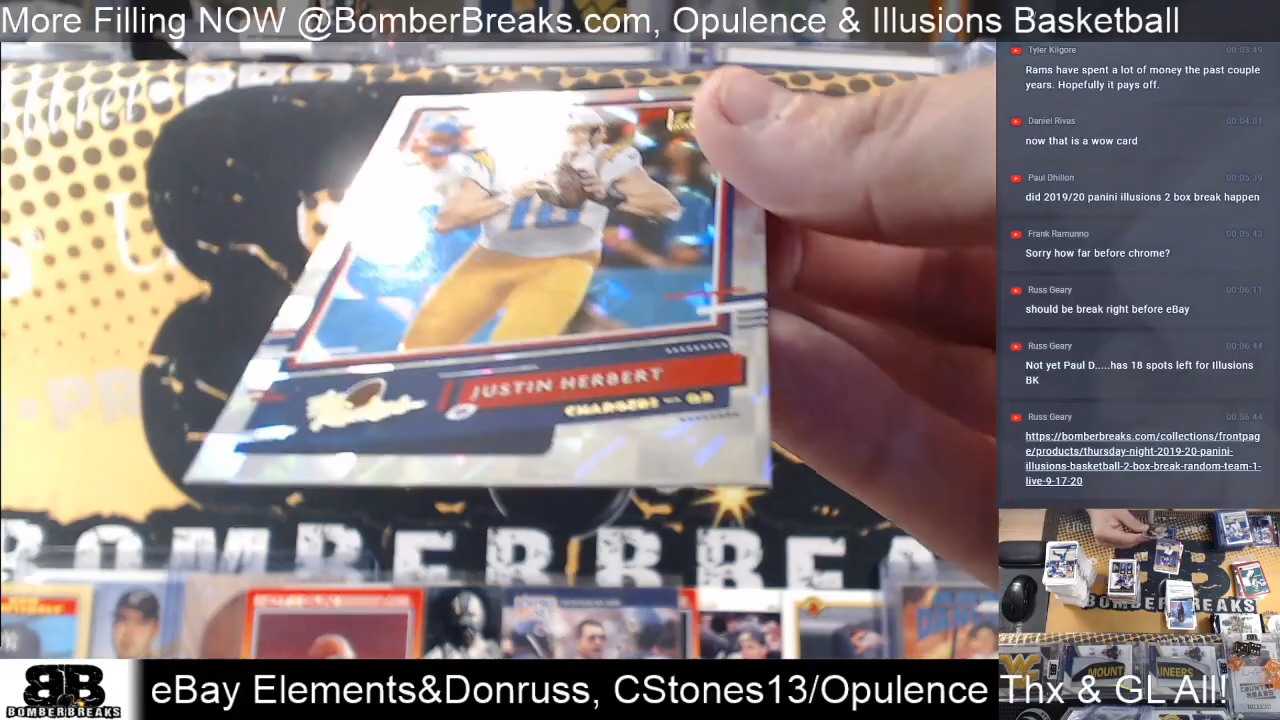 More Filling NOW @BomberBreaks.com, Opulence & Illusions Basketball
Tyler Kilgore 00:03:49
Rams have spent a lot of money the past couple
years. Hopefully it pays off.
Daniel Rivas 00:04:01
now that is a wow card
Paul Dhillon 00:05:39
did 2019/20 panini illusions 2 box break happen
Frank Ramunno 00:05:43
Sorry how far before chrome?
Russ Geary 00:06:11
should be break right before eBay
Russ Geary 00:06:44
Not yet Paul D.....has 18 spots left for Illusions
BK
Russ Geary 00:06:44
https://bomberbreaks.com/collections/frontpag
e/products/thursday-night-2019-20-panini-
illusions-basketball-2-box-break-random-team-1-
live-9-17-20
JUSTIN HERBERT
CHARGERS QB
BOMBERBREA
BOMBERBREAKS
MOUNT AINEERS
BOMBERBREAKS
eBay Elements&Donruss, CStones13/Opulence Thx & GL All!